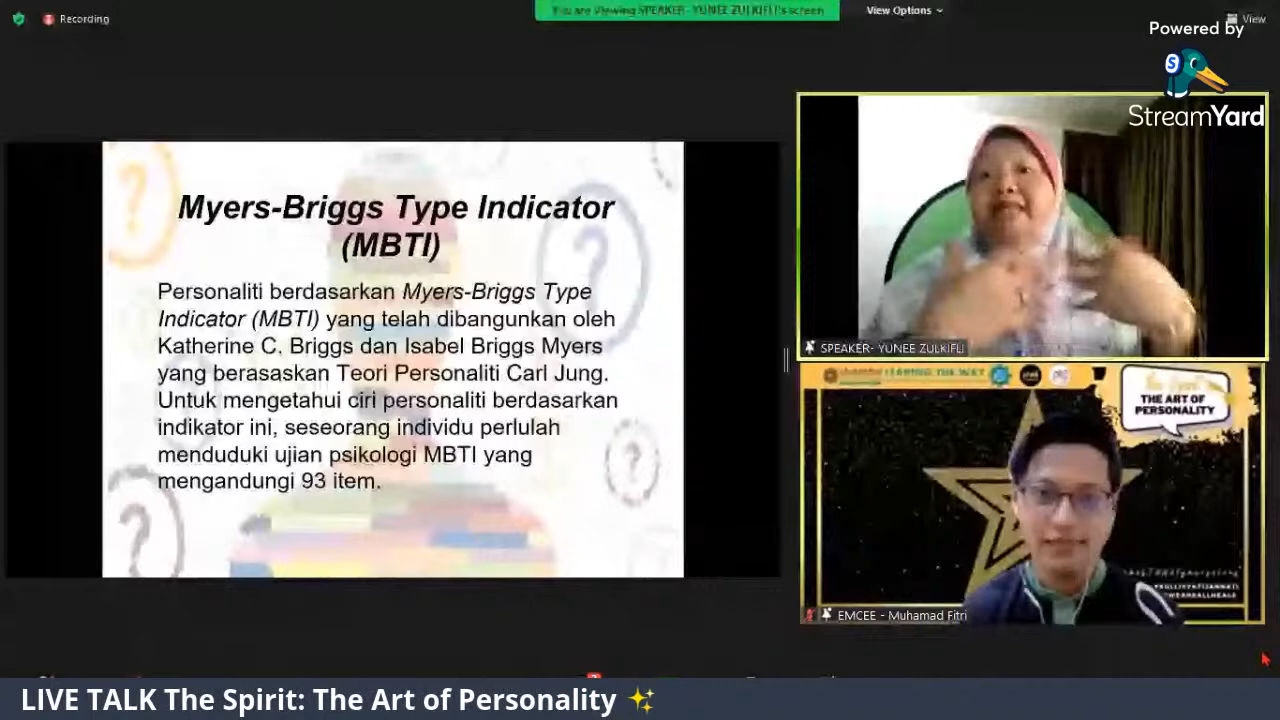 Recording
You are viewing SPEAKER- YUNEE ZULKIFLI's screen
View Options
View
Powered by
StreamYard
Myers-Briggs Type Indicator
(MBTI)
Personaliti berdasarkan Myers-Briggs Type
Indicator (MBTI) yang telah dibangunkan oleh
Katherine C. Briggs dan Isabel Briggs Myers
yang berasaskan Teori Personaliti Carl Jung.
Untuk mengetahui ciri personaliti berdasarkan
indikator ini, seseorang individu perlulah
menduduki ujian psikologi MBTI yang
mengandungi 93 item.
SPEAKER- YUNEE ZULKIFLI
THE ART OF
PERSONALITY
EMCEE - Muhamad Fitri
LIVE TALK The Spirit: The Art of Personality ✨